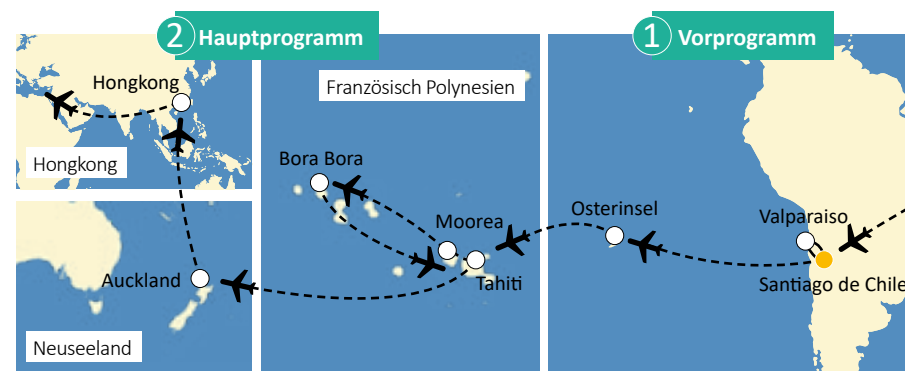 2 Hauptprogramm
1 Vorprogramm
Hongkong
Hongkong
Französisch Polynesien
Bora Bora
Moorea
Tahiti
Osterinsel
Valparaiso
Santiago de Chile
Auckland
Neuseeland